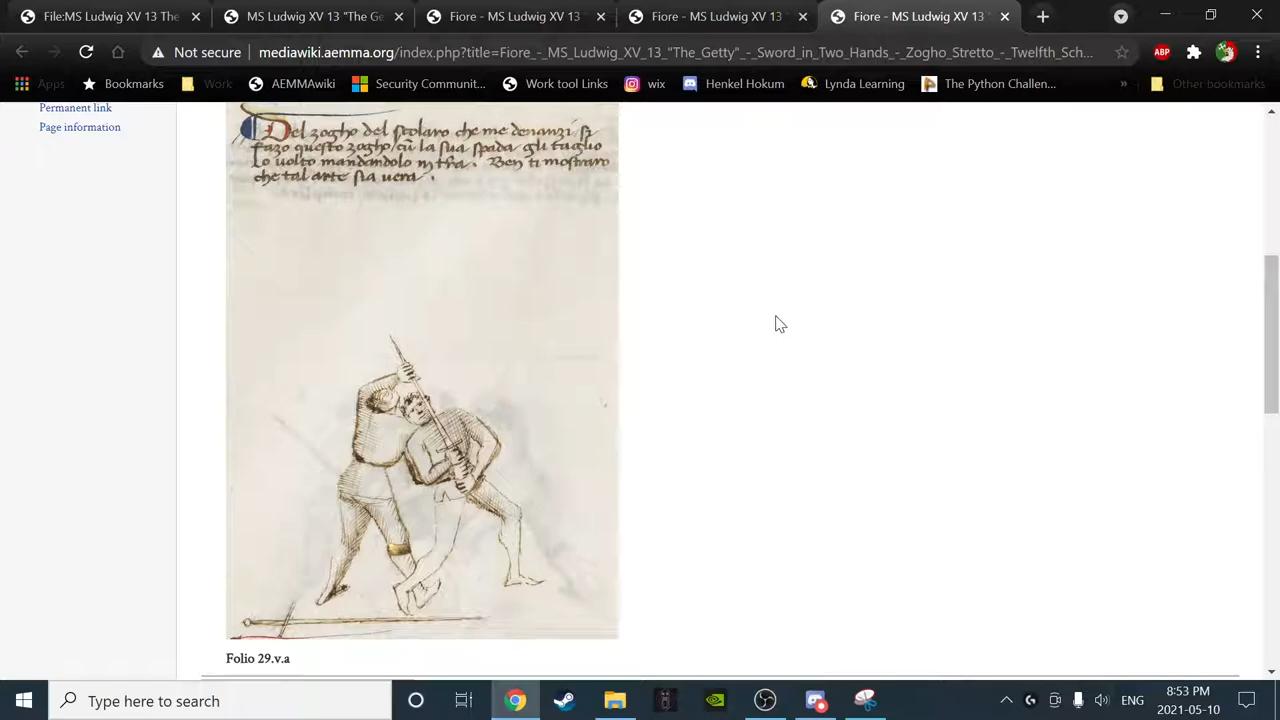 File:MS Ludwig XV 13 The
MS Ludwig XV 13 "The Ge
Fiore - MS Ludwig XV 13 "
Fiore - MS Ludwig XV 13 "
Fiore - MS Ludwig XV 13 "
Not secure
mediawiki.aemma.org/index.php?title=Fiore_-_MS_Ludwig_XV_13_"The_Getty"_-_Sword_in_Two_Hands_-_Zogho_Stretto_-_Twelfth_Sch...
ABP
Apps
Bookmarks
Work
AEMMAwiki
Security Communit...
Work tool Links
wix
Henkel Hokum
Lynda Learning
The Python Challen...
»
Other bookmarks
Permanent link
Page information
Del zogho del scolaro che me denanzi si
fazo questo zogho cu la sua spada gli taglio
lo volto mandandolo in tra. Ben ti mostraro
che tal arte sia vera.
Folio 29.v.a
Type here to search
ENG
8:53 PM
2021-05-10